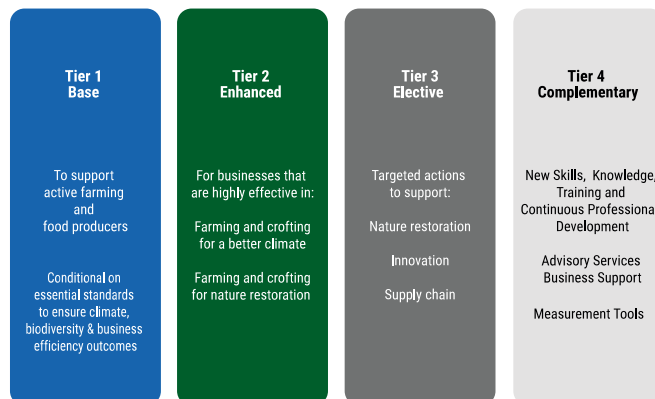 Tier 1
Base
To support
active farming
and
food producers
Conditional on
essential standards
to ensure climate,
biodiversity & business
efficiency outcomes
Tier 2
Enhanced
For businesses that
are highly effective in:
Farming and crofting
for a better climate
Farming and crofting
for nature restoration
Tier 3
Elective
Targeted actions
to support:
Nature restoration
Innovation
Supply chain
Tier 4
Complementary
New Skills, Knowledge,
Training and
Continuous Professional
Development
Advisory Services
Business Support
Measurement Tools